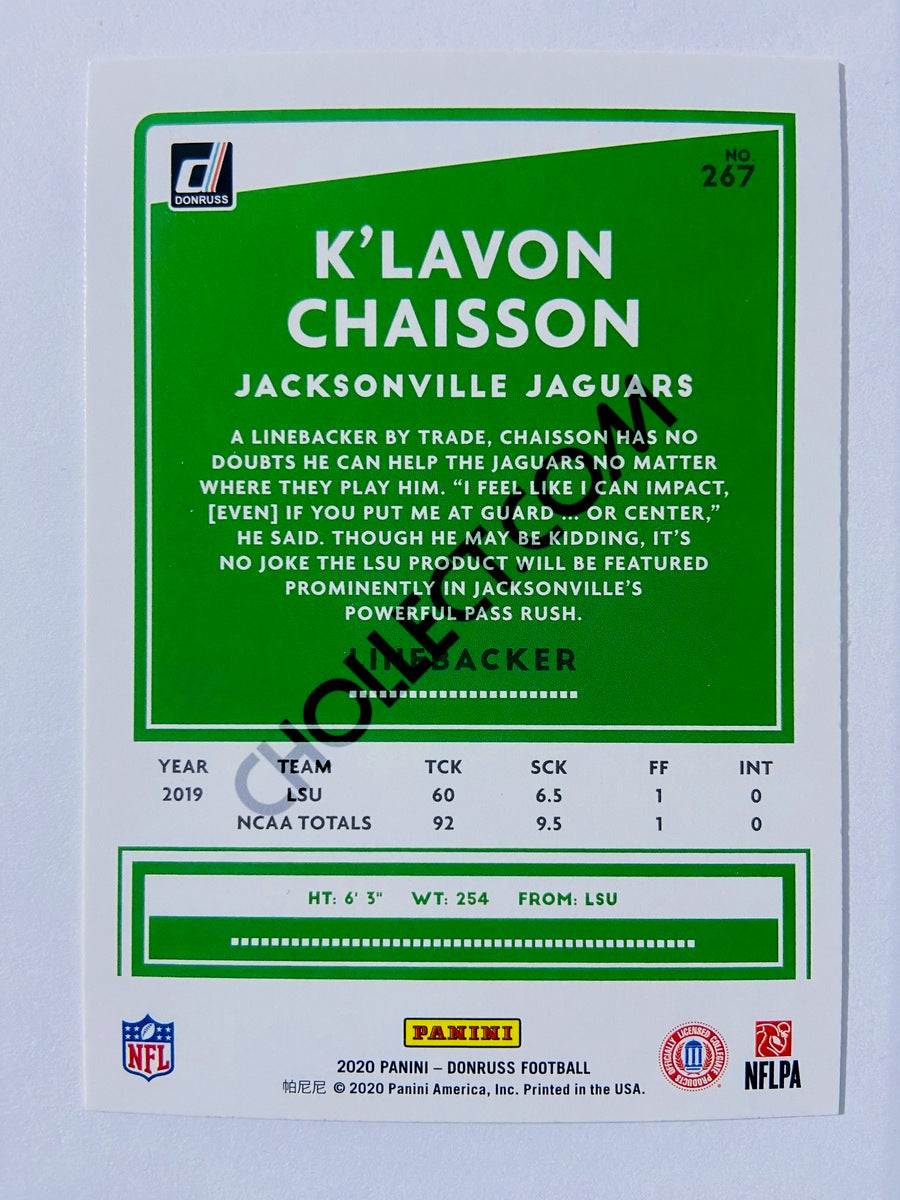 DONRUSS
NO.
267
K'LAVON
CHAISSON
JACKSONVILLE JAGUARS
A LINEBACKER BY TRADE, CHAISSON HAS NO
DOUBTS HE CAN HELP THE JAGUARS NO MATTER
WHERE THEY PLAY HIM. “I FEEL LIKE I CAN IMPACT,
[EVEN] IF YOU PUT ME AT GUARD ... OR CENTER,”
HE SAID. THOUGH HE MAY BE KIDDING, IT'S
NO JOKE THE LSU PRODUCT WILL BE FEATURED
PROMINENTLY IN JACKSONVILLE'S
POWERFUL PASS RUSH.
LINEBACKER
CHOLLECT.COM
YEAR TEAM TCK SCK FF INT
2019 LSU 60 6.5 1 0
NCAA TOTALS 92 9.5 1 0
HT: 6' 3" WT: 254 FROM: LSU
NFL
PANINI
OFFICIALLY LICENSED COLLEGIATE PRODUCTS
NFLPA
2020 PANINI – DONRUSS FOOTBALL
帕尼尼 © 2020 Panini America, Inc. Printed in the USA.